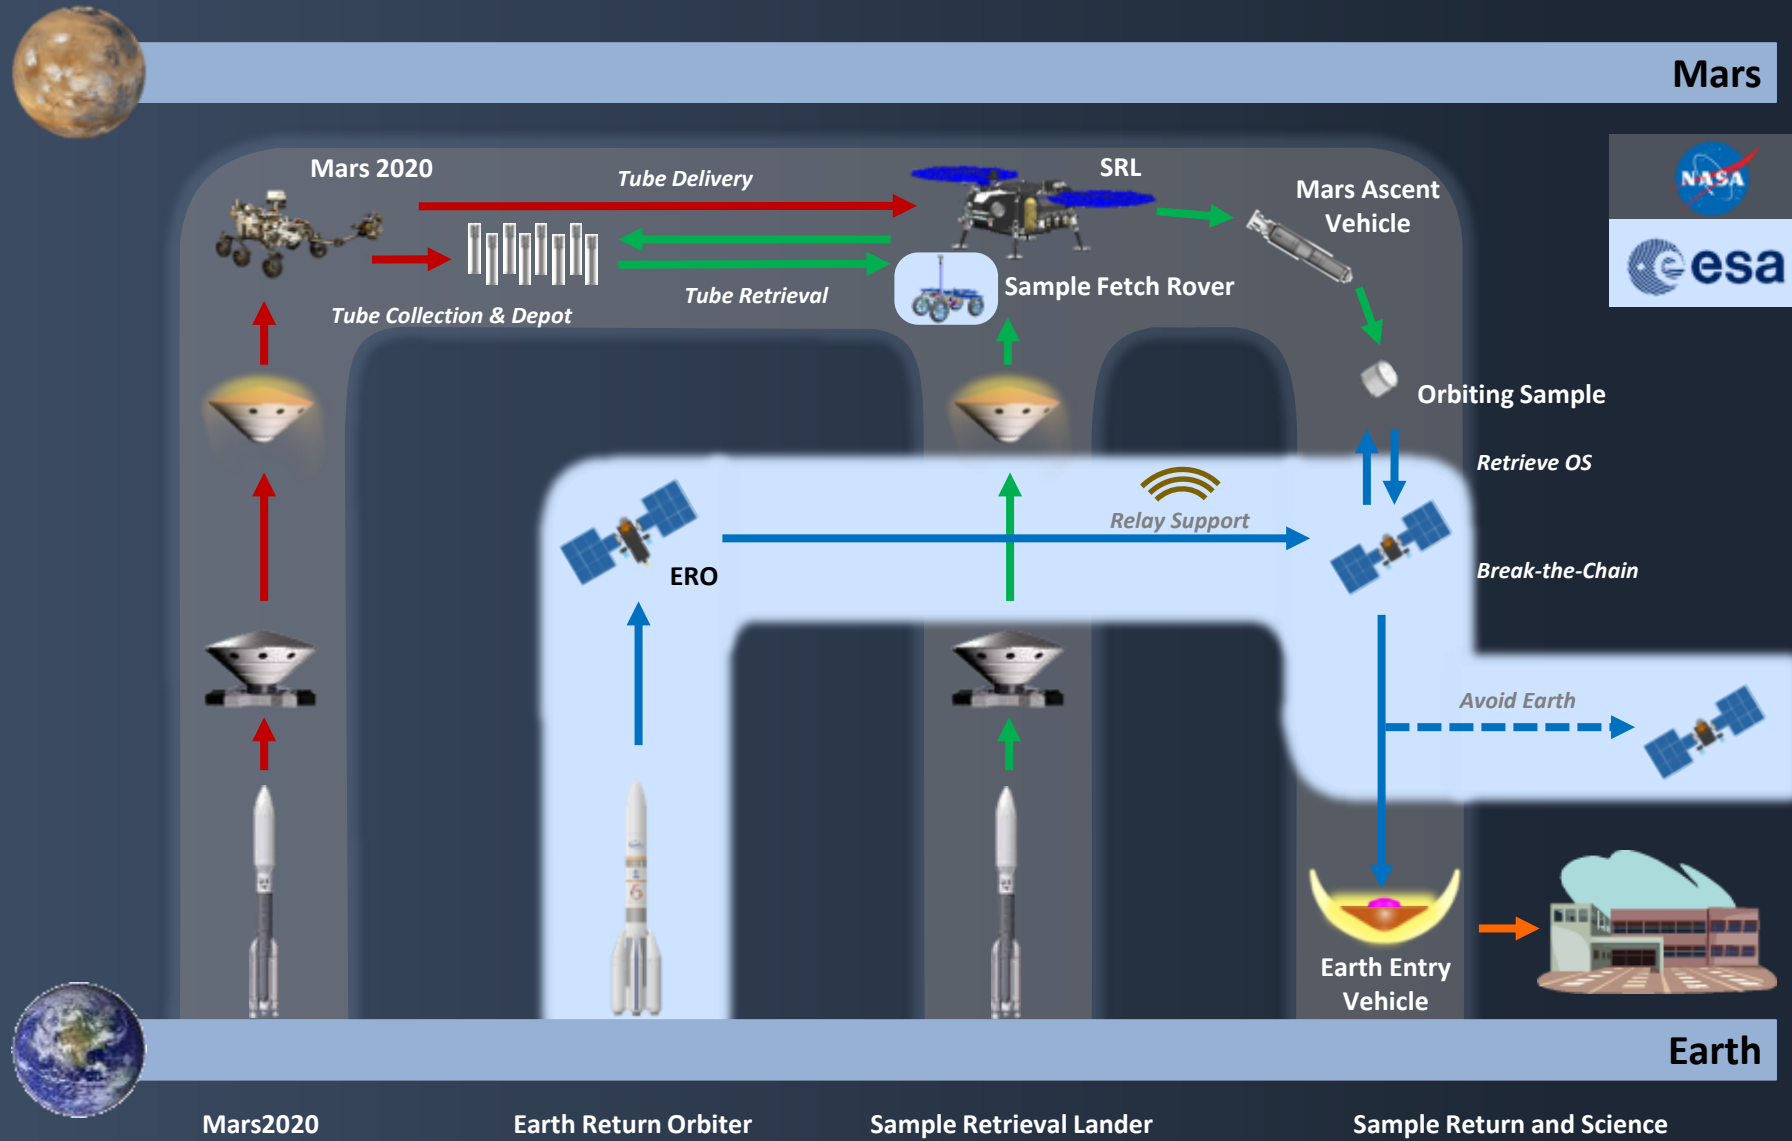 Mars
Mars 2020
Tube Delivery
SRL
Mars Ascent
Vehicle
NASA
esa
Sample Fetch Rover
Tube Retrieval
Tube Collection & Depot
Orbiting Sample
Retrieve OS
Relay Support
ERO
Break-the-Chain
Avoid Earth
6
Earth Entry
Vehicle
Earth
Mars2020
Earth Return Orbiter
Sample Retrieval Lander
Sample Return and Science